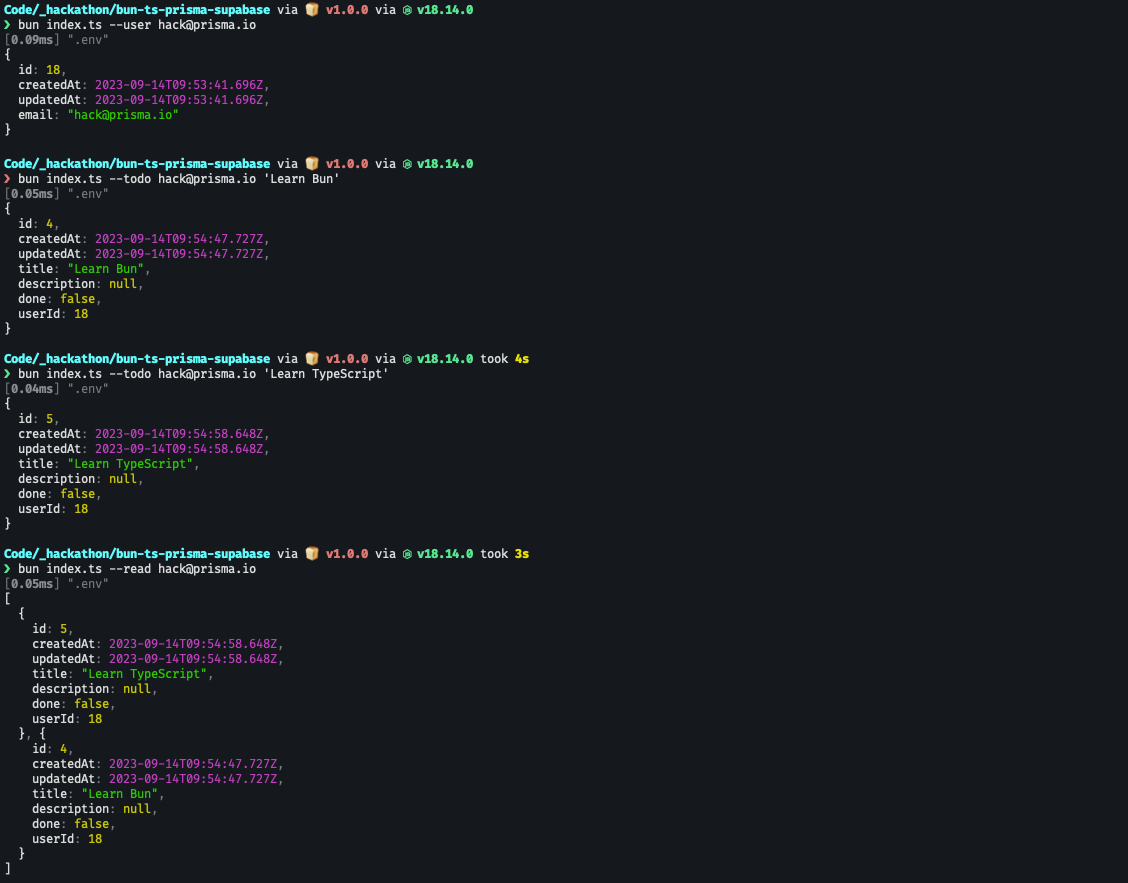 Code/_hackathon/bun-ts-prisma-supabase via 🍞 v1.0.0 via ⬢ v18.14.0
❯ bun index.ts --user hack@prisma.io
[0.09ms] ".env"
{
  id: 18,
  createdAt: 2023-09-14T09:53:41.696Z,
  updatedAt: 2023-09-14T09:53:41.696Z,
  email: "hack@prisma.io"
}

Code/_hackathon/bun-ts-prisma-supabase via 🍞 v1.0.0 via ⬢ v18.14.0
❯ bun index.ts --todo hack@prisma.io 'Learn Bun'
[0.05ms] ".env"
{
  id: 4,
  createdAt: 2023-09-14T09:54:47.727Z,
  updatedAt: 2023-09-14T09:54:47.727Z,
  title: "Learn Bun",
  description: null,
  done: false,
  userId: 18
}

Code/_hackathon/bun-ts-prisma-supabase via 🍞 v1.0.0 via ⬢ v18.14.0 took 4s
❯ bun index.ts --todo hack@prisma.io 'Learn TypeScript'
[0.04ms] ".env"
{
  id: 5,
  createdAt: 2023-09-14T09:54:58.648Z,
  updatedAt: 2023-09-14T09:54:58.648Z,
  title: "Learn TypeScript",
  description: null,
  done: false,
  userId: 18
}

Code/_hackathon/bun-ts-prisma-supabase via 🍞 v1.0.0 via ⬢ v18.14.0 took 3s
❯ bun index.ts --read hack@prisma.io
[0.05ms] ".env"
[
  {
    id: 5,
    createdAt: 2023-09-14T09:54:58.648Z,
    updatedAt: 2023-09-14T09:54:58.648Z,
    title: "Learn TypeScript",
    description: null,
    done: false,
    userId: 18
  }, {
    id: 4,
    createdAt: 2023-09-14T09:54:47.727Z,
    updatedAt: 2023-09-14T09:54:47.727Z,
    title: "Learn Bun",
    description: null,
    done: false,
    userId: 18
  }
]